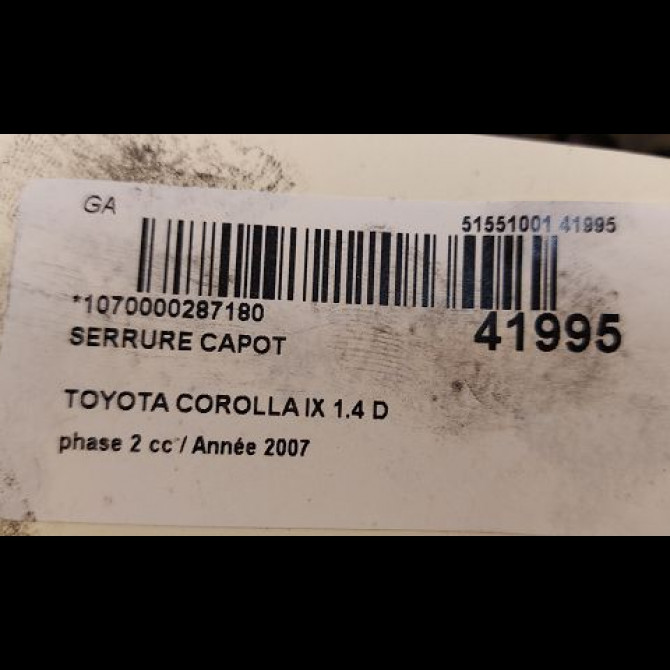 GA
51551001 41995
*1070000287180
41995
SERRURE CAPOT
TOYOTA COROLLA IX 1.4 D
phase 2 cc / Année 2007